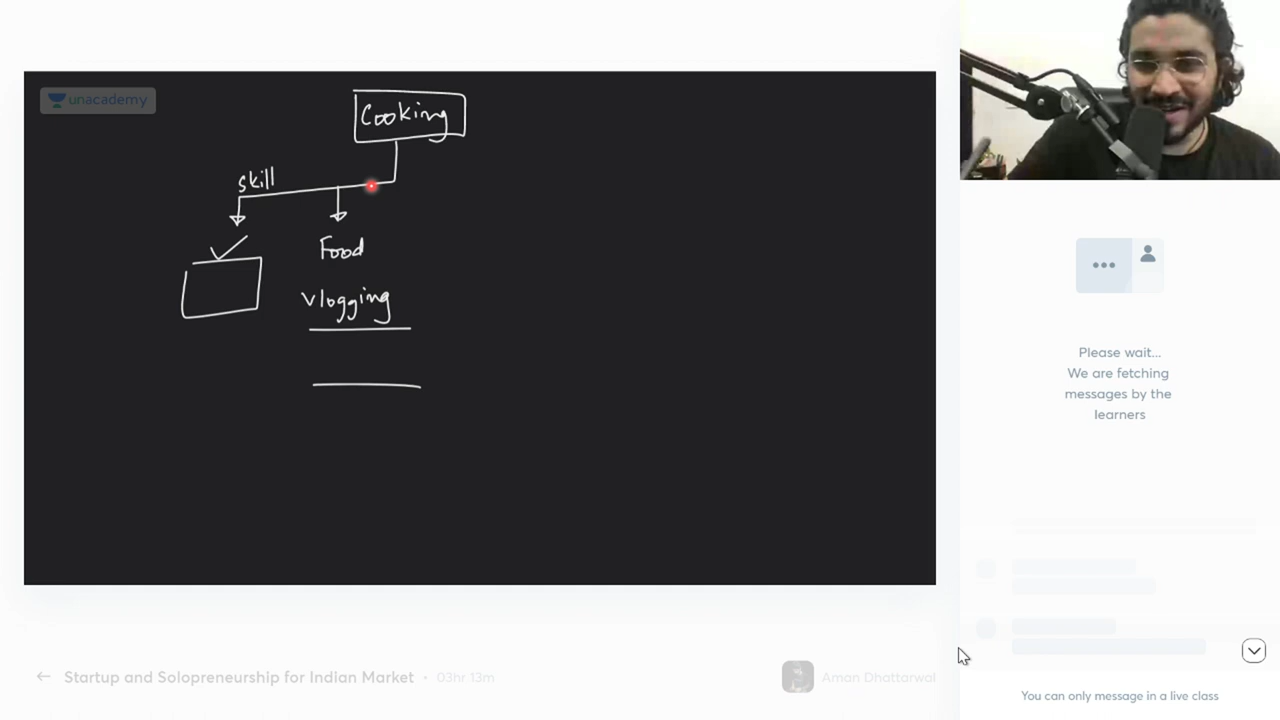 unacademy
Cooking
skill
Food
Vlogging
Please wait...
We are fetching
messages by the
learners
Startup and Solopreneurship for Indian Market • 03hr 13m
Aman Dhattarwal
You can only message in a live class